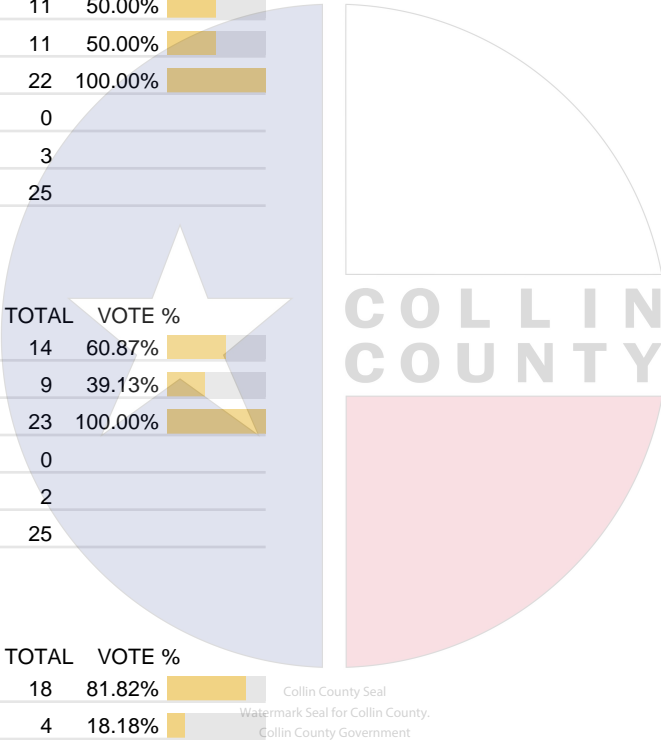 11 50.00%
11 50.00%
22 100.00%
0
3
25
TOTAL VOTE %
14 60.87%
9 39.13%
23 100.00%
0
2
25
TOTAL VOTE %
18 81.82%
4 18.18%
COLLIN
COUNTY
Collin County Seal
Watermark Seal for Collin County.
Collin County Government